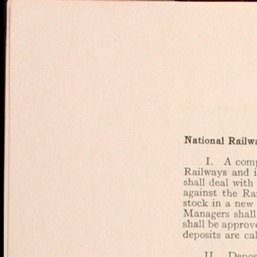 National Railwa
I. A comp
Railways and i
shall deal with
against the Ra
stock in a new
Managers shall
shall be approve
deposits are cal
II. Depos